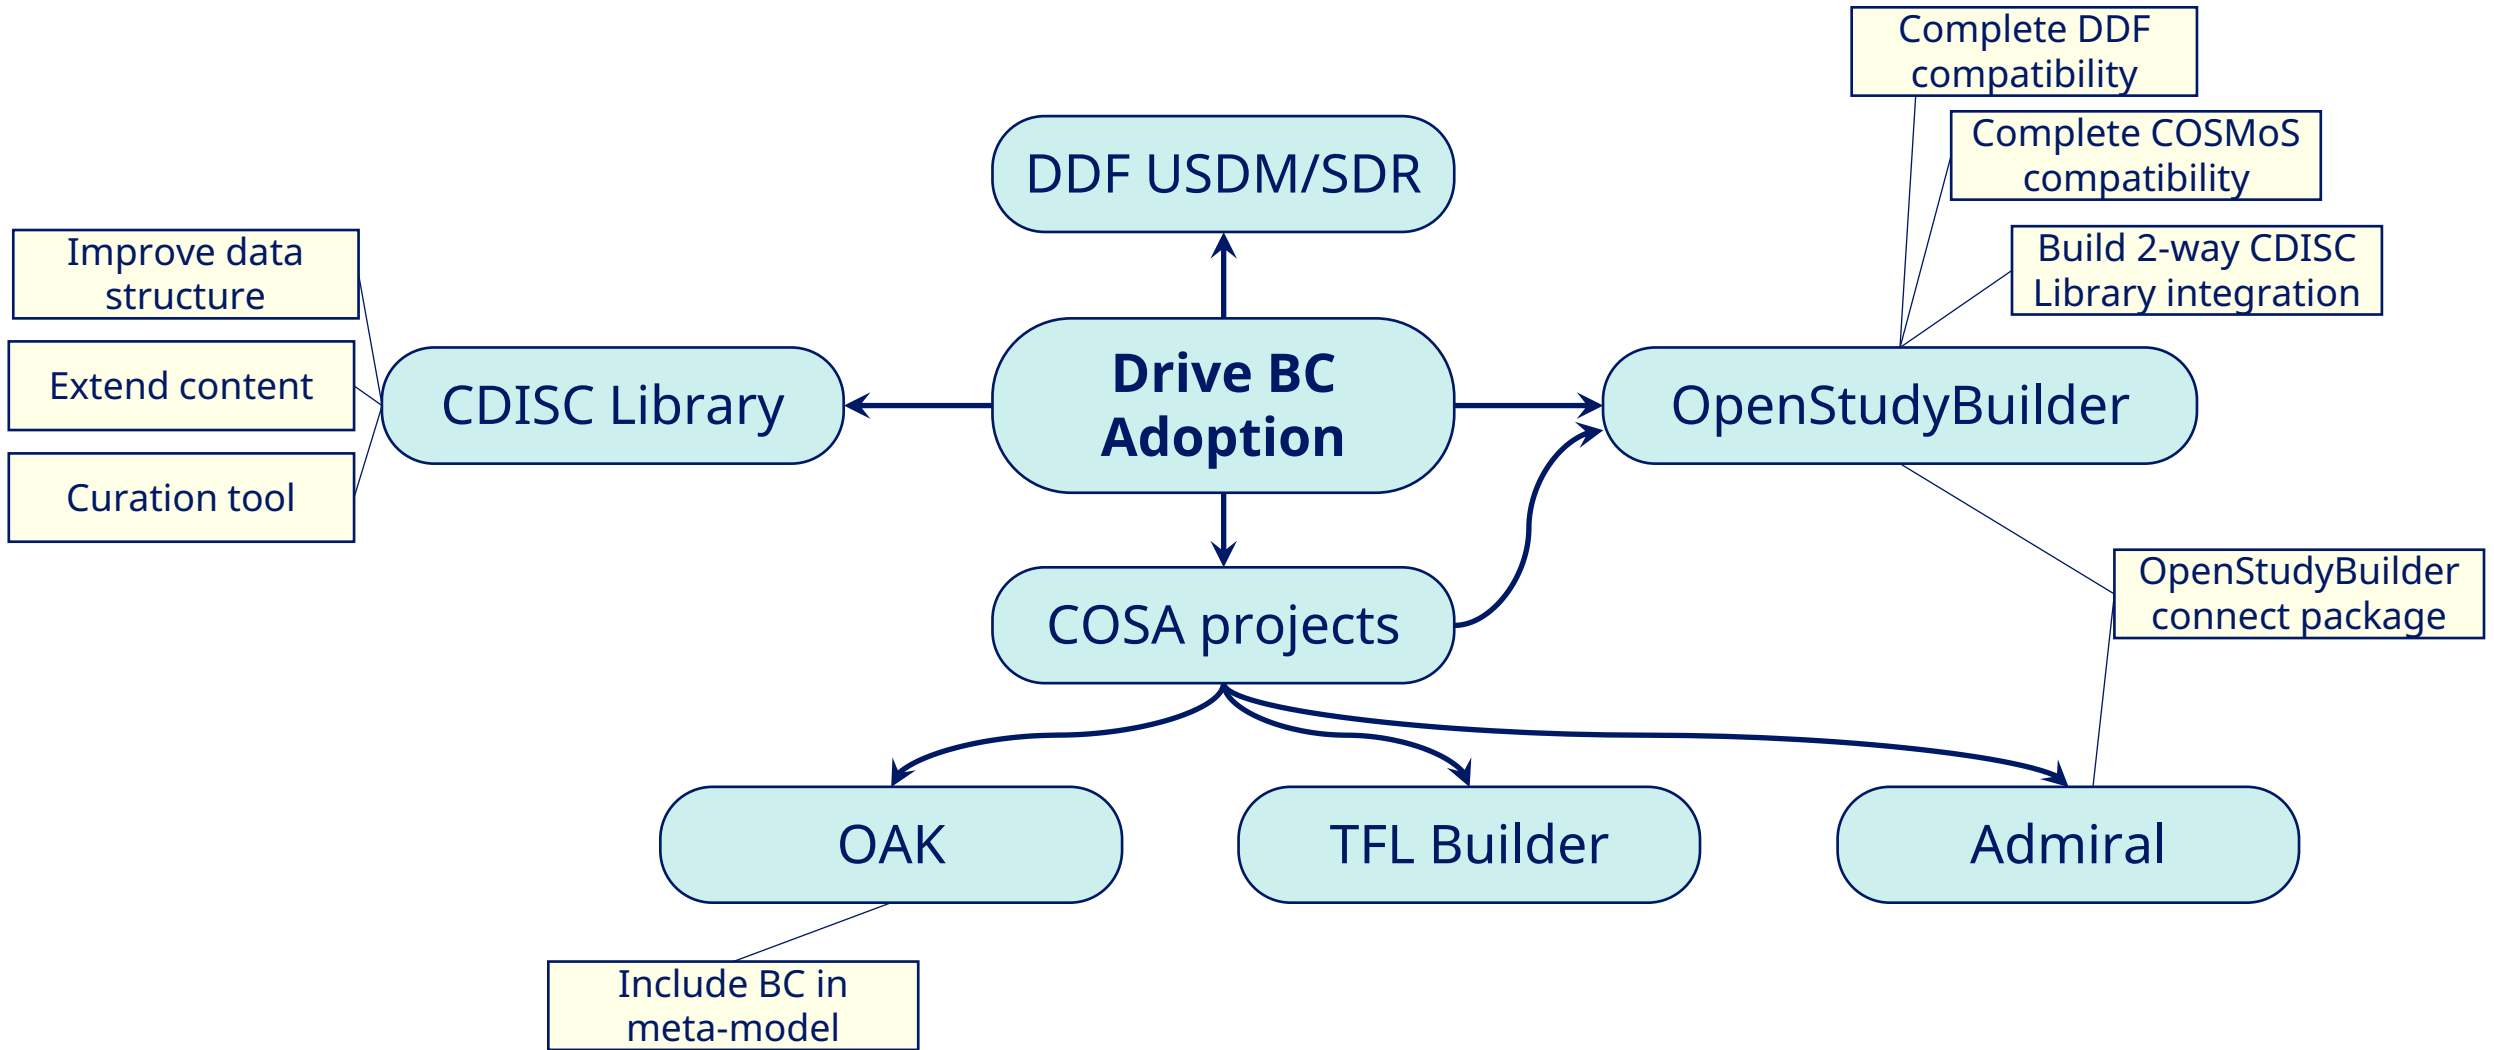 Complete DDF
compatibility
Complete COSMoS
compatibility
DDF USDM/SDR
Build 2-way CDISC
Library integration
Improve data
structure
Extend content
Curation tool
CDISC Library
Drive BC
Adoption
OpenStudyBuilder
COSA projects
OpenStudyBuilder
connect package
OAK
TFL Builder
Admiral
Include BC in
meta-model